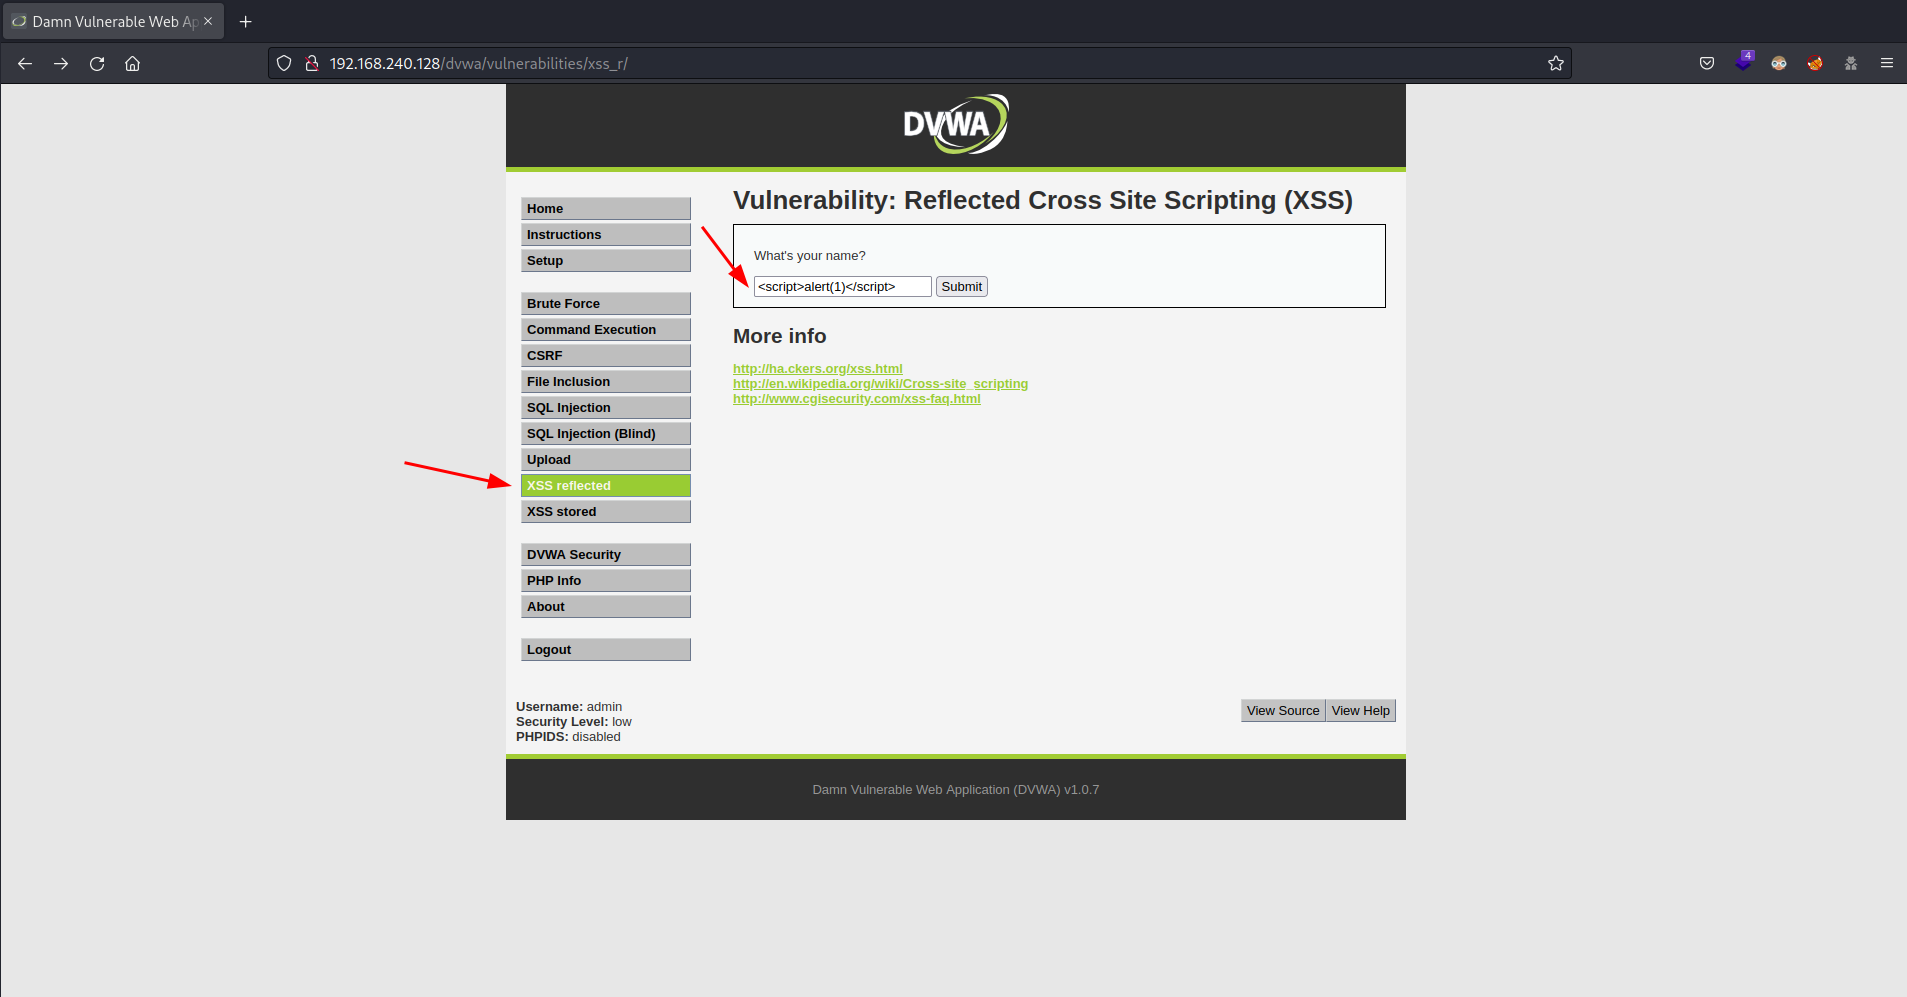 Damn Vulnerable Web Ap
192.168.240.128/dvwa/vulnerabilities/xss_r/
4
DVWA
Home
Instructions
Setup
Brute Force
Command Execution
CSRF
File Inclusion
SQL Injection
SQL Injection (Blind)
Upload
XSS reflected
XSS stored
DVWA Security
PHP Info
About
Logout
Vulnerability: Reflected Cross Site Scripting (XSS)
What's your name?
<script>alert(1)</script> Submit
More info
http://ha.ckers.org/xss.html
http://en.wikipedia.org/wiki/Cross-site_scripting
http://www.cgisecurity.com/xss-faq.html
Username: admin
Security Level: low
PHPIDS: disabled
View Source View Help
Damn Vulnerable Web Application (DVWA) v1.0.7